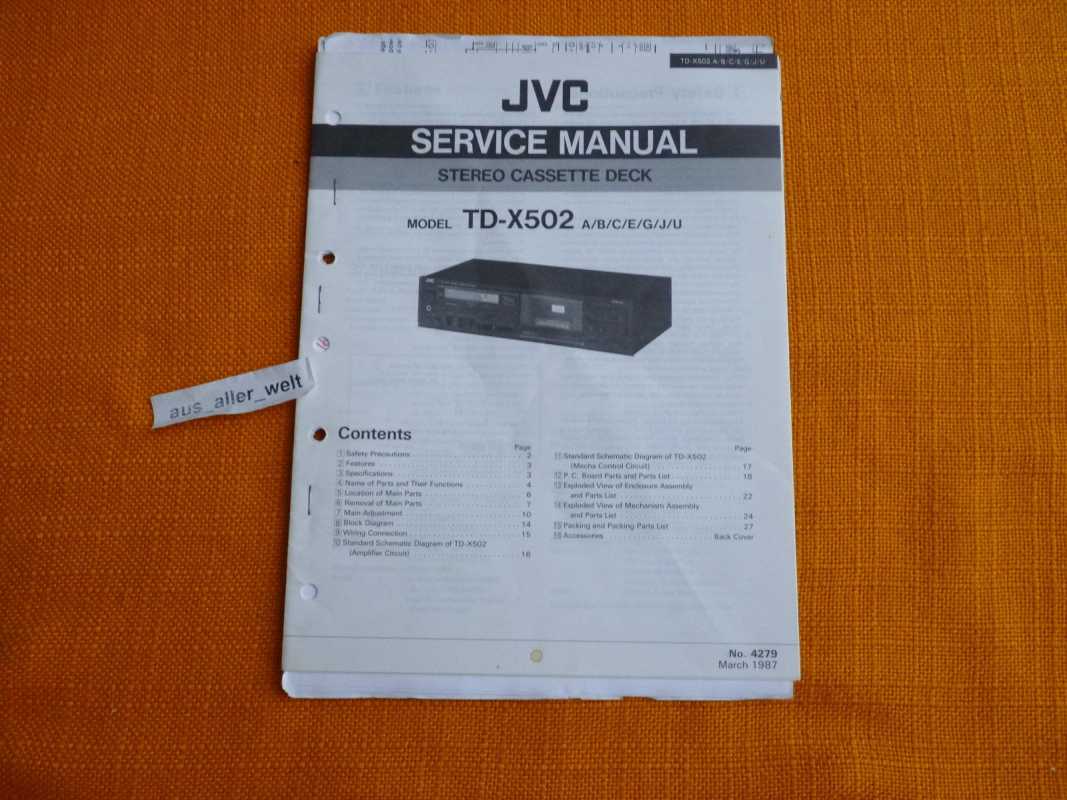 TD-X502 A/B/C/E/G/J/U
JVC
SERVICE MANUAL
STEREO CASSETTE DECK
MODEL TD-X502 A/B/C/E/G/J/U
JVC
aus_aller_welt
Contents
Page
1 Safety Precautions 2
2 Features 3
3 Specifications 3
4 Name of Parts and Their Functions 4
5 Location of Main Parts 6
6 Removal of Main Parts 7
7 Main Adjustment 10
8 Block Diagram 14
9 Wiring Connection 15
10 Standard Schematic Diagram of TD-X502
(Amplifier Circuit) 16
Page
11 Standard Schematic Diagram of TD-X502
(Mecha Control Circuit) 17
12 P.C. Board Parts and Parts List 18
13 Exploded View of Enclosure Assembly
and Parts List 22
14 Exploded View of Mechanism Assembly
and Parts List 24
15 Packing and Packing Parts List 27
16 Accessories Back Cover
No. 4279
March 1987